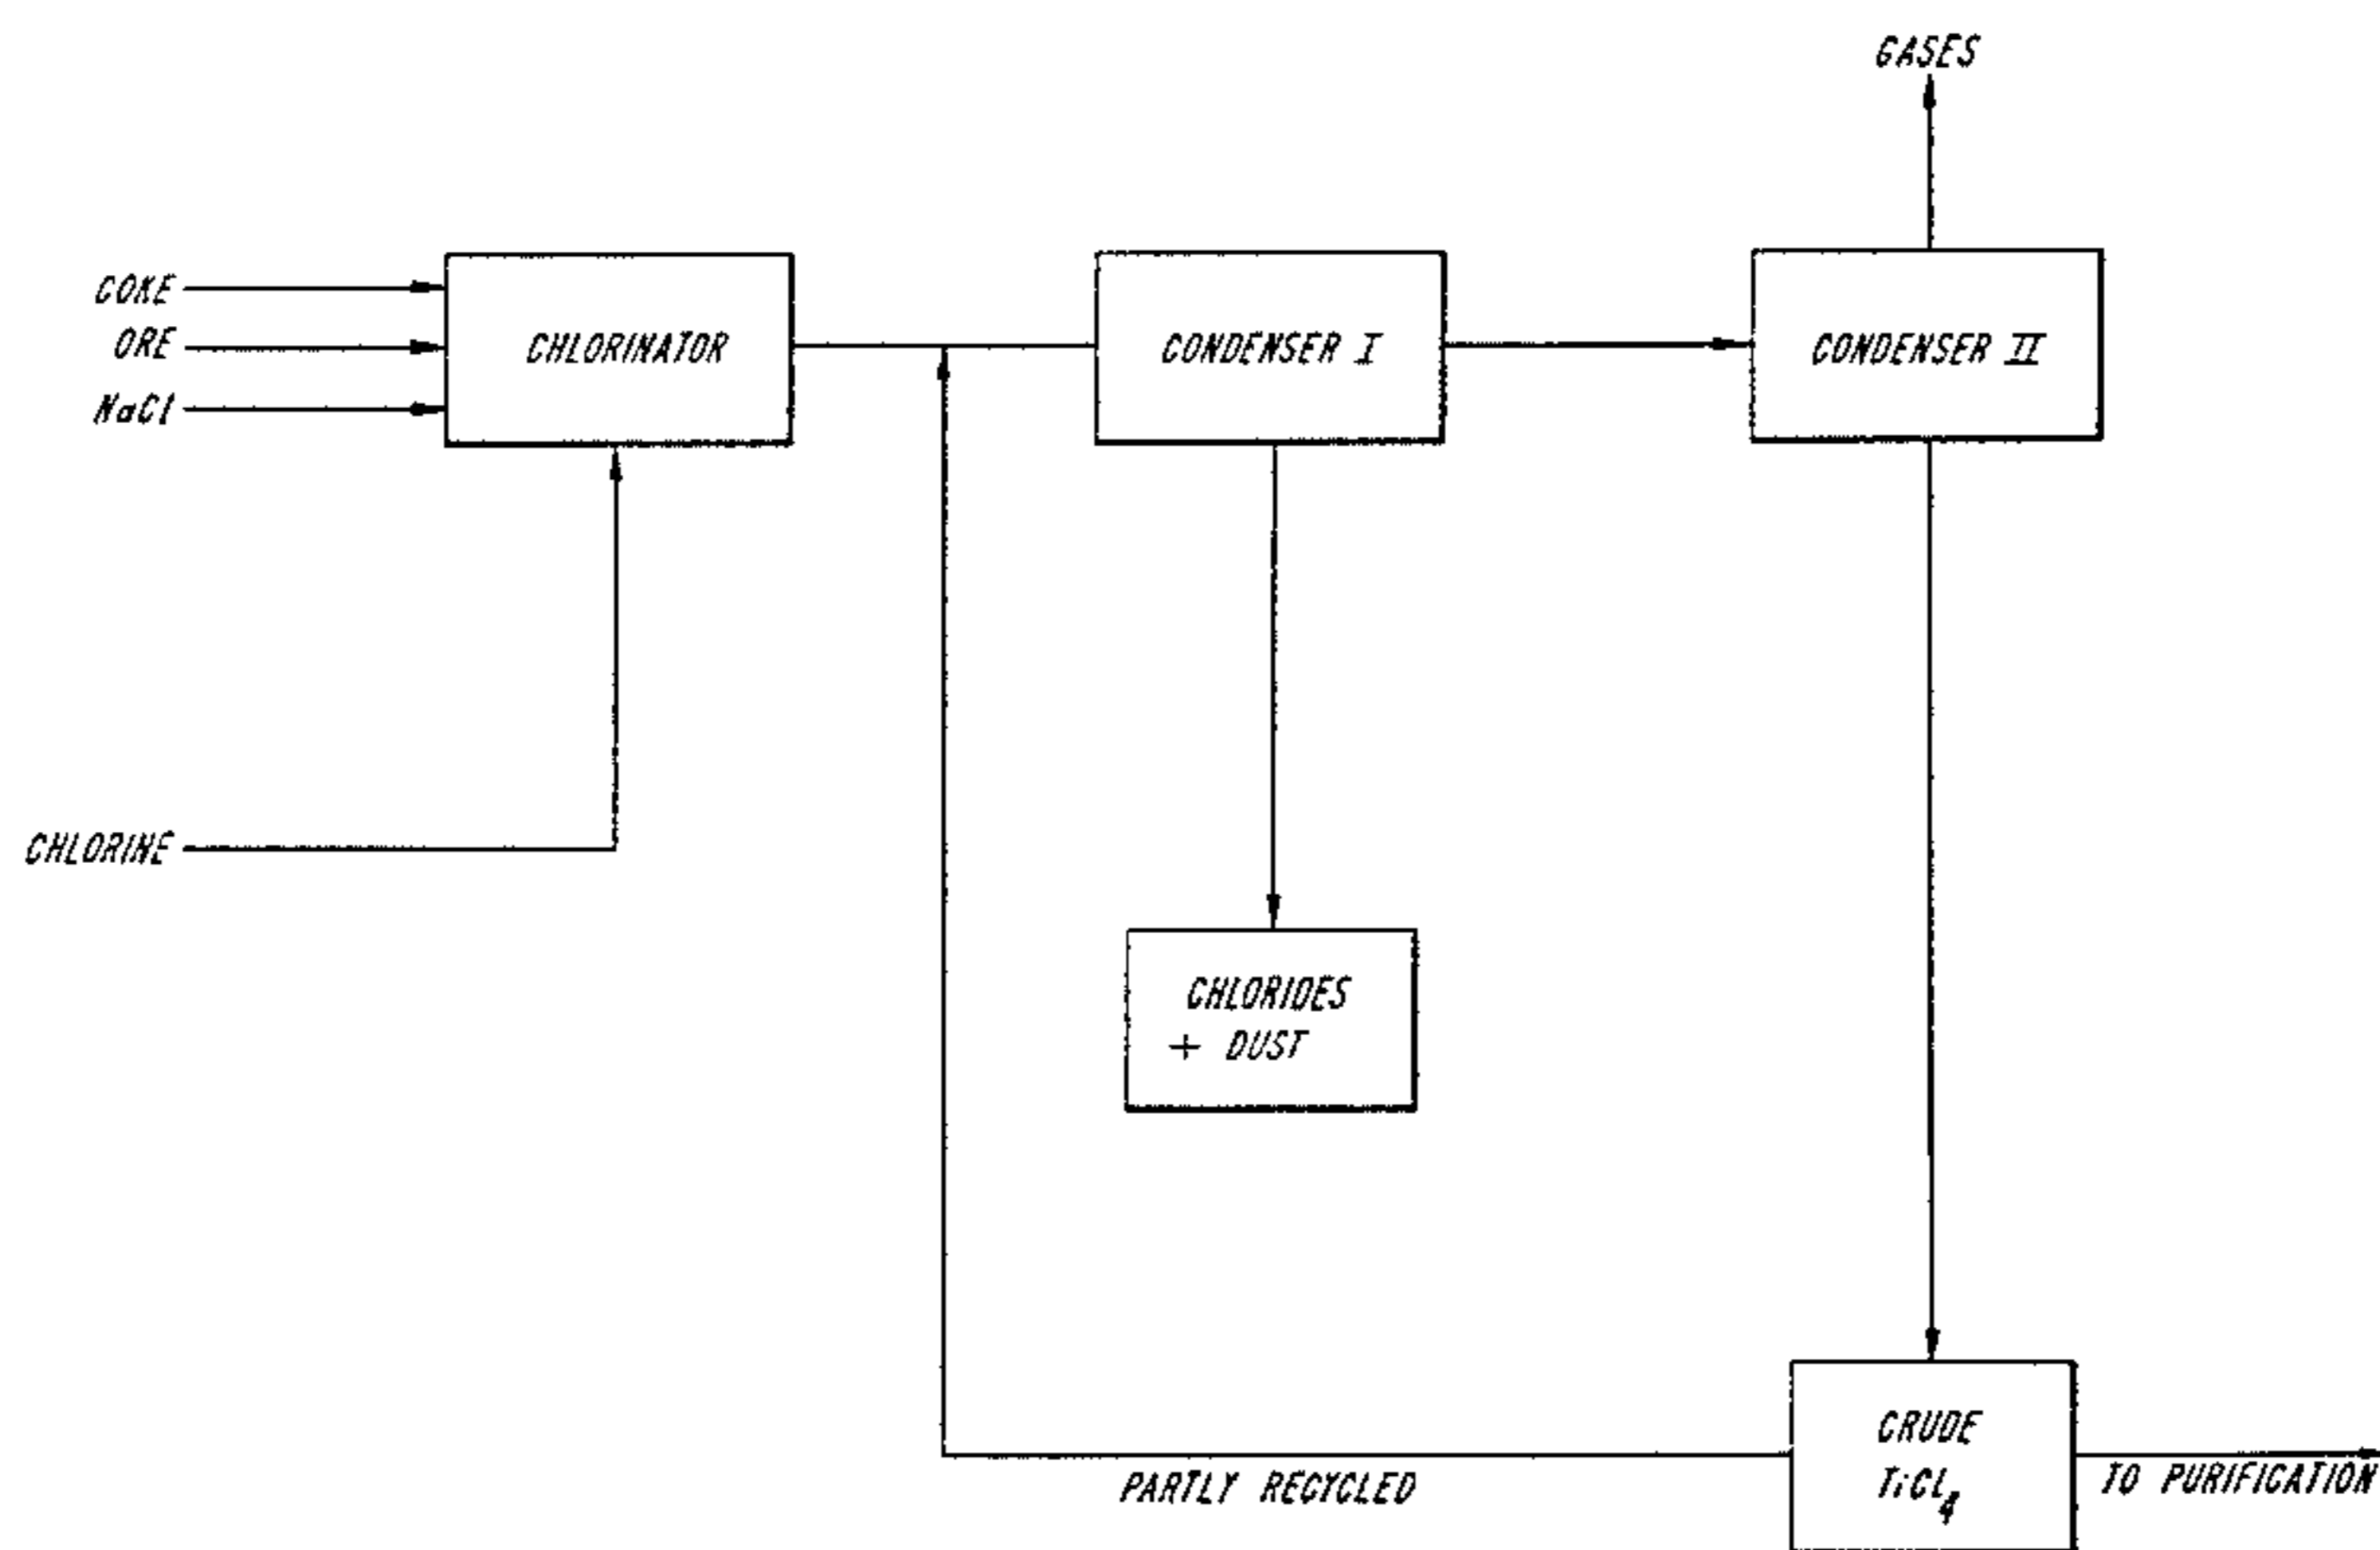 GASES
COKE
ORE
NaCl
CHLORINATOR
CONDENSER I
CONDENSER II
CHLORINE
CHLORIDES
+ DUST
CRUDE
TiCl4
PARTLY RECYCLED
TO PURIFICATION